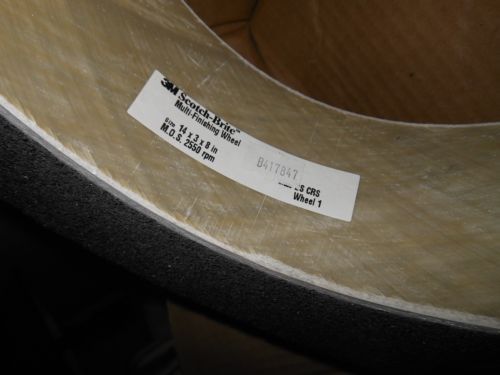 3M Scotch-Brite™
Multi-Finishing Wheel
Size 14 x 3 x 8 in
M.O.S. 2550 rpm
B417847
S CRS
Wheel 1